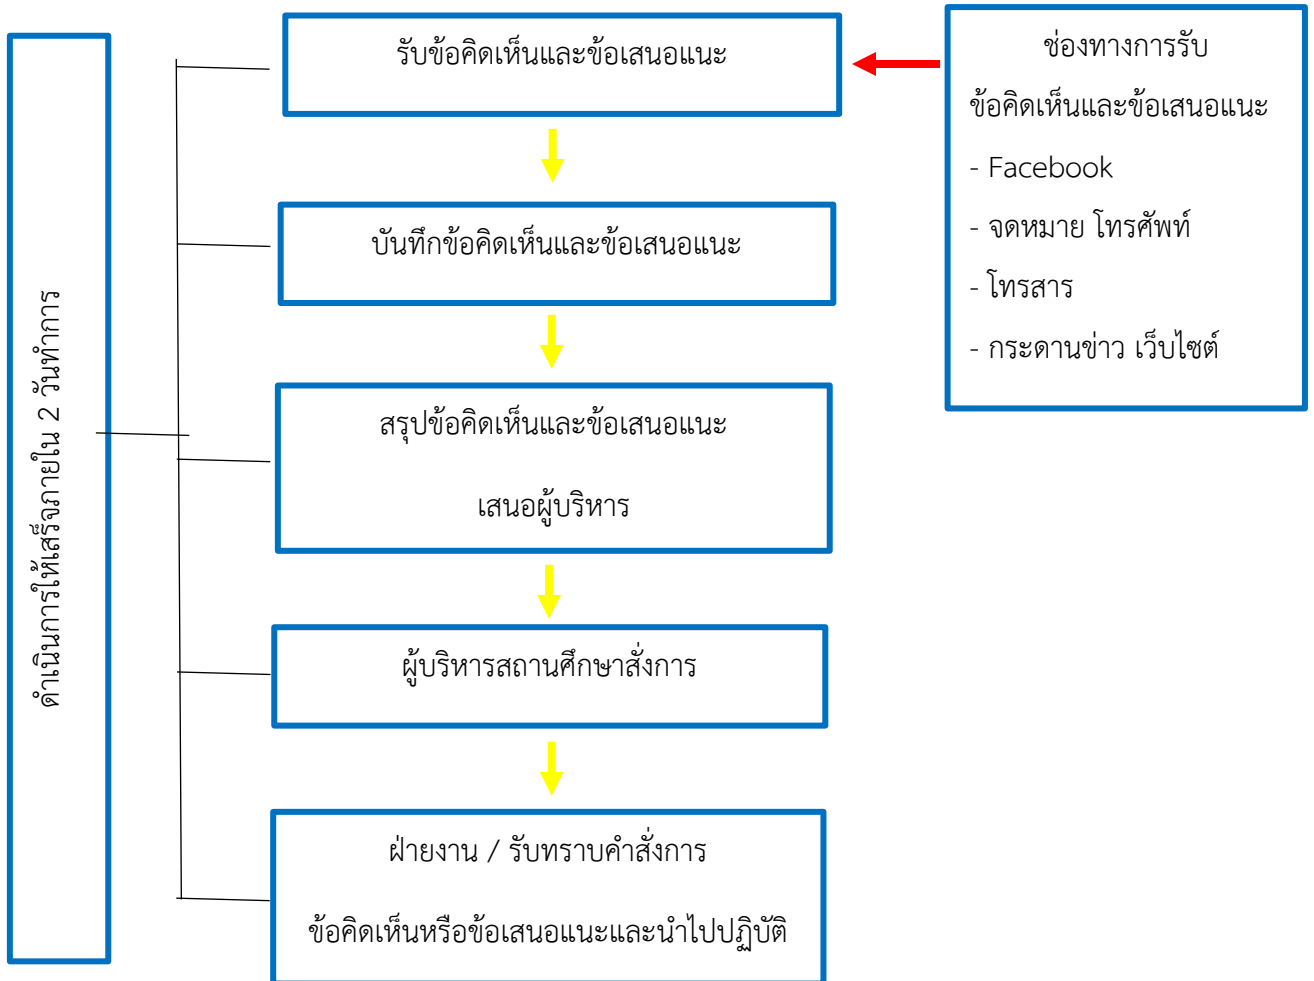 รับข้อคิดเห็นและข้อเสนอแนะ
ช่องทางการรับ
ข้อคิดเห็นและข้อเสนอแนะ
- Facebook
- จดหมาย โทรศัพท์
- โทรสาร
- กระดานข่าว เว็บไซต์
บันทึกข้อคิดเห็นและข้อเสนอแนะ
สรุปข้อคิดเห็นและข้อเสนอแนะ
เสนอผู้บริหาร
ผู้บริหารสถานศึกษาสั่งการ
ฝ่ายงาน / รับทราบคำสั่งการ
ข้อคิดเห็นหรือข้อเสนอแนะและนำไปปฏิบัติ
ดำเนินการให้เสร็จภายใน 2 วันทำการ